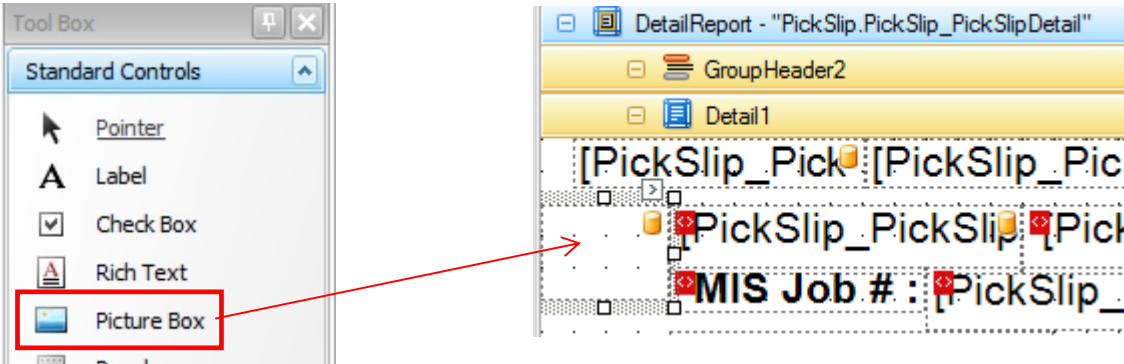 Tool Box
Standard Controls
Pointer
Label
Check Box
Rich Text
Picture Box
DetailReport - "PickSlip.PickSlip_PickSlipDetail"
GroupHeader2
Detail1
[PickSlip_Pick [PickSlip_Pic
[PickSlip_PickSlip [Pick
MIS Job # : [PickSlip_